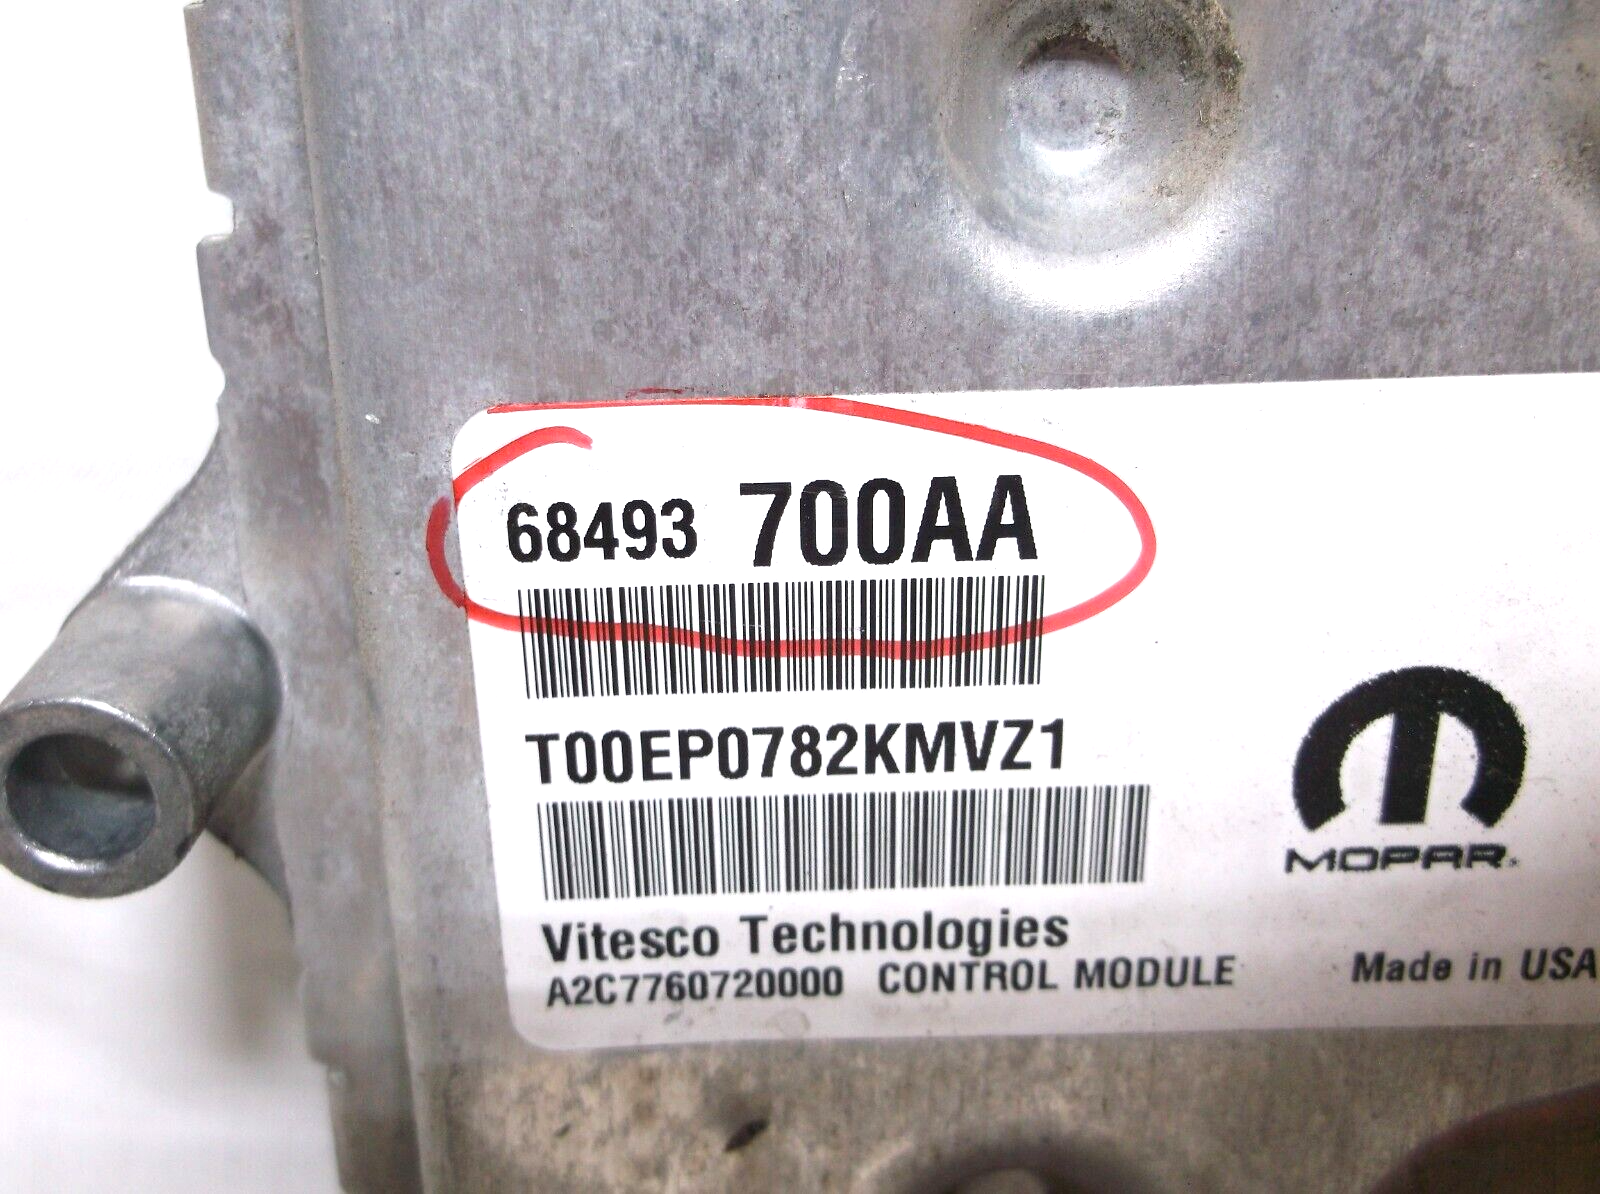 68493 700AA
T00EP0782KMVZ1
MOPAR
Vitesco Technologies
A2C7760720000 CONTROL MODULE Made in USA